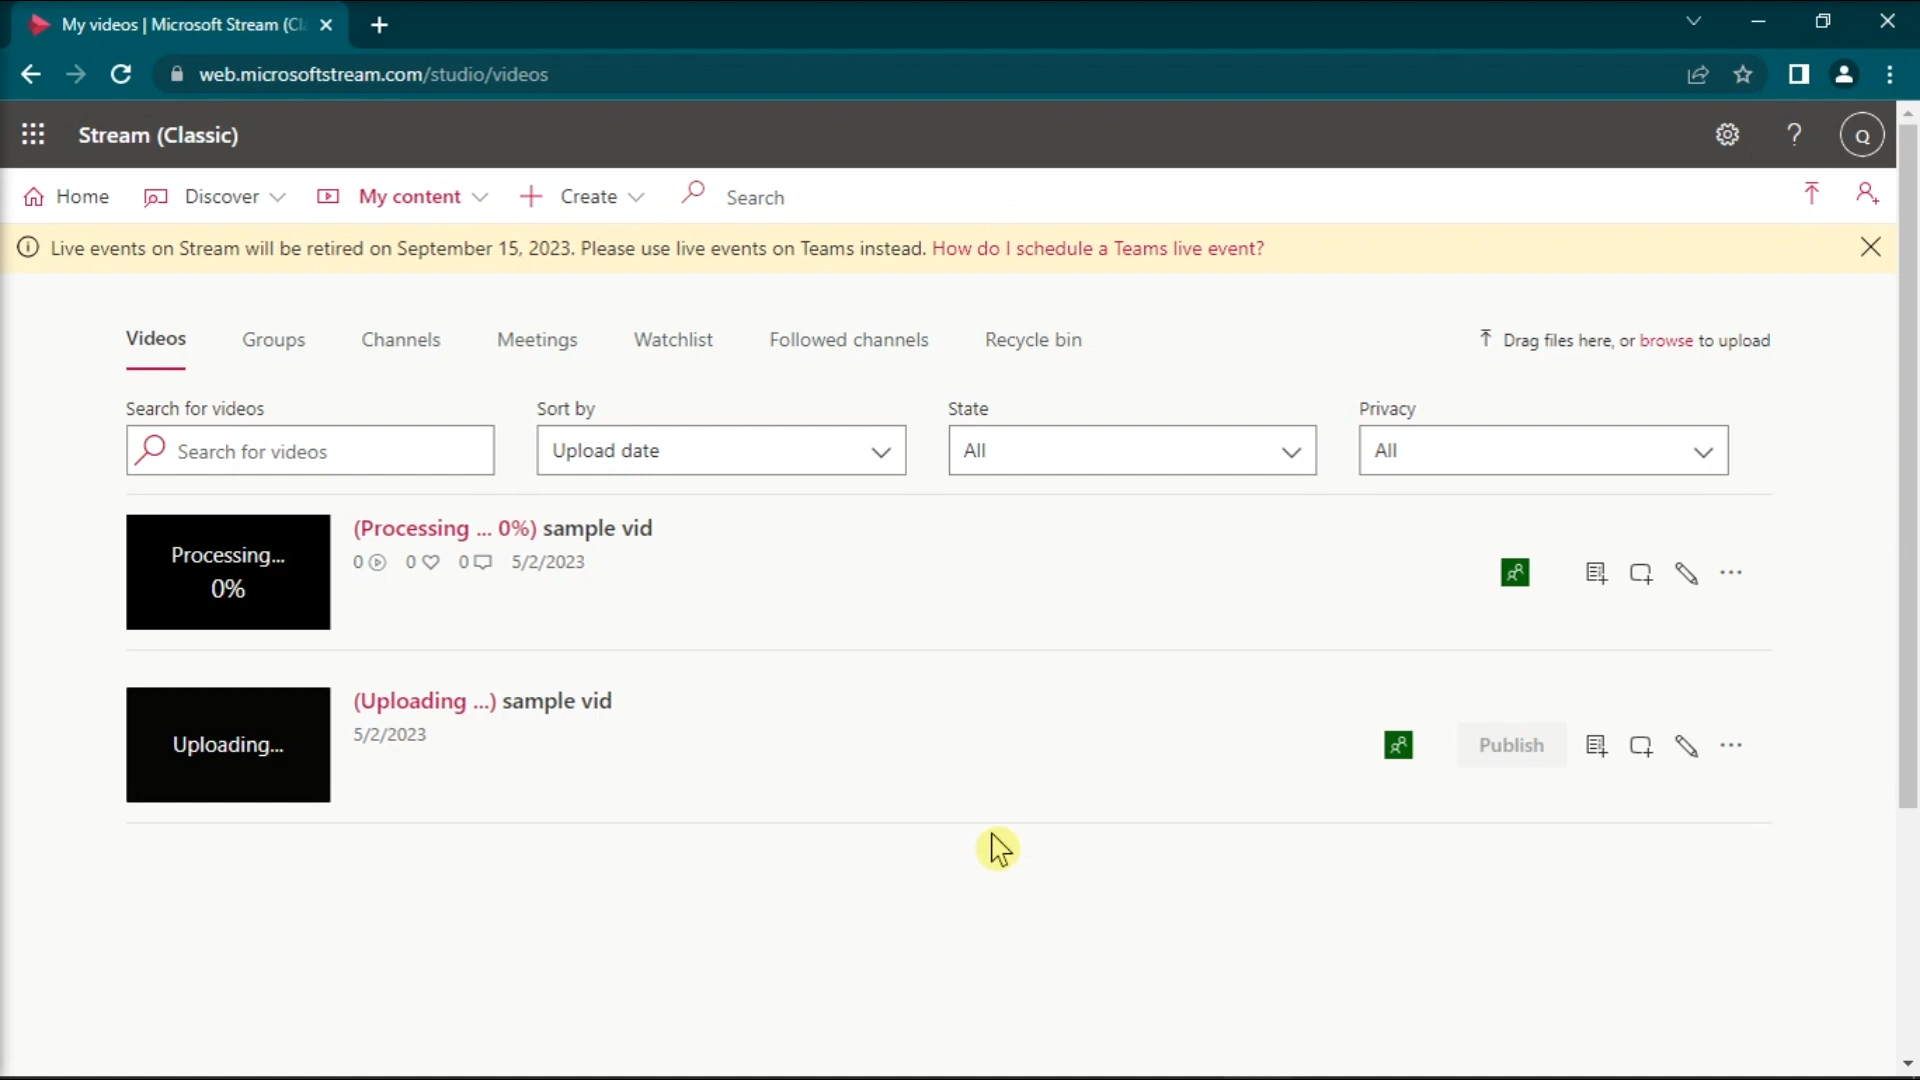 My videos | Microsoft Stream (Cl
web.microsoftstream.com/studio/videos
Stream (Classic)
Q
Home
Discover
My content
Create
Search
Live events on Stream will be retired on September 15, 2023. Please use live events on Teams instead. How do I schedule a Teams live event?
Videos
Groups
Channels
Meetings
Watchlist
Followed channels
Recycle bin
Drag files here, or browse to upload
Search for videos
Sort by
State
Privacy
Search for videos
Upload date
All
All
Processing...
0%
(Processing ... 0%) sample vid
0 0 0 5/2/2023
Uploading...
(Uploading ...) sample vid
5/2/2023
Publish